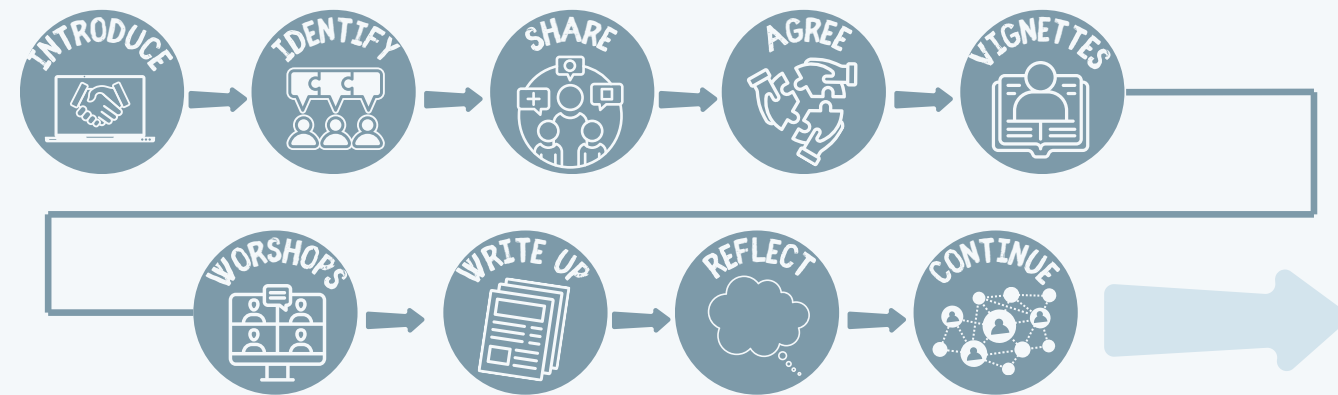 INTRODUCE
IDENTIFY
SHARE
AGREE
VIGNETTES
WORSHOPS
WRITE UP
REFLECT
CONTINUE